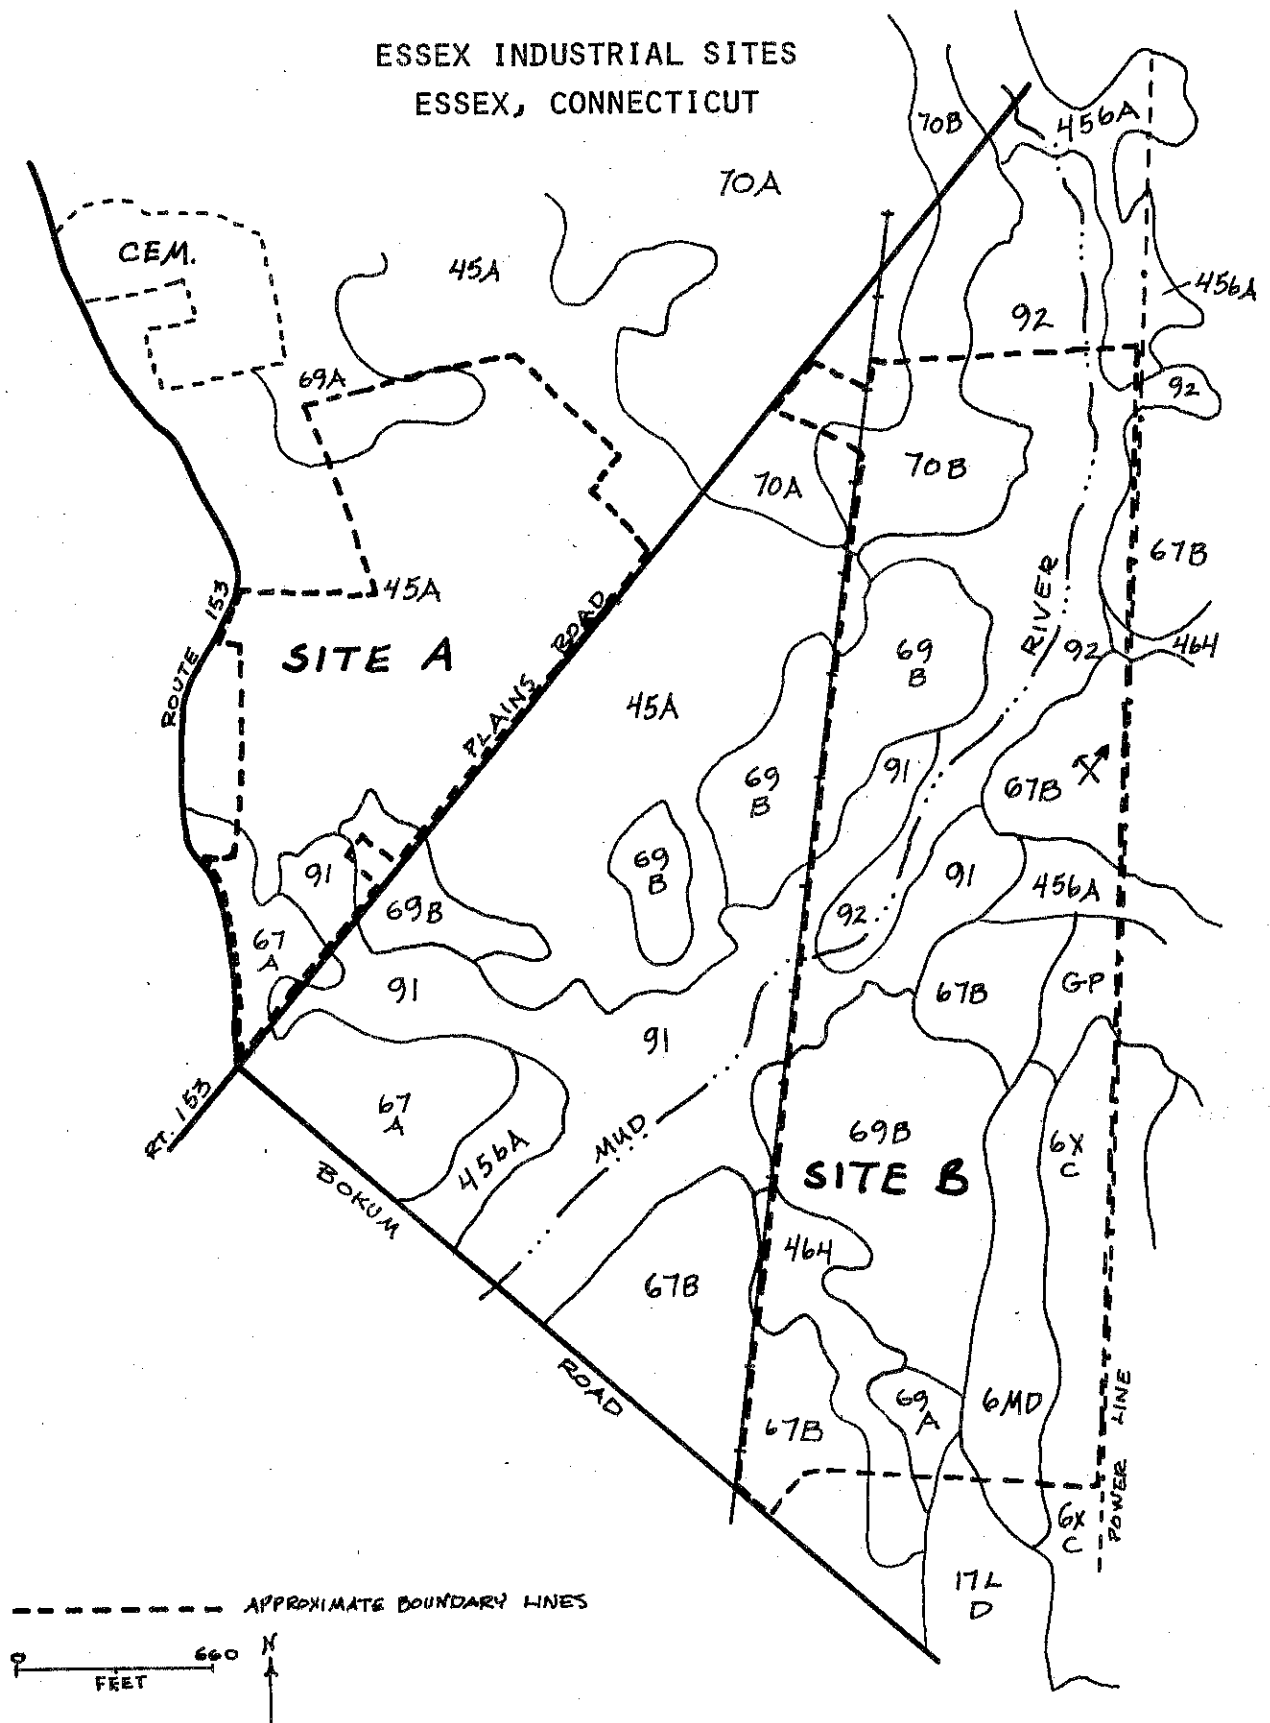 ESSEX INDUSTRIAL SITES
ESSEX, CONNECTICUT
70B
456A
70A
CEM.
45A
456A
92
69A
92
70B
70A
67B
45A
ROUTE 153
SITE A
PLAINS ROAD
RIVER
92
464
69
B
45A
69
B
91
67B
69
B
91
91
456A
69B
92
67
A
91
67B
GP
91
RT. 153
67
A
456A
MUD
69B
6X
C
SITE B
BOKUM
464
67B
ROAD
69
A
6MD
67B
POWER LINE
6X
C
17L
D
APPROXIMATE BOUNDARY LINES
0 660
FEET
N